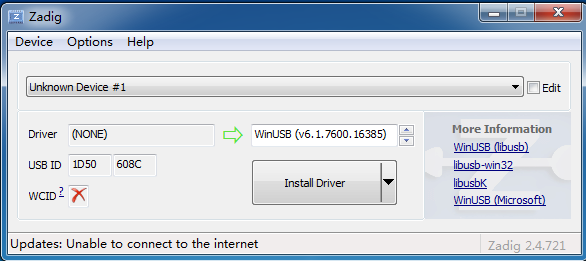 Zadig
Device Options Help
Unknown Device #1 Edit
Driver (NONE) WinUSB (v6.1.7600.16385)
USB ID 1D50 608C
WCID ?
Install Driver
More Information
WinUSB (libusb)
libusb-win32
libusbK
WinUSB (Microsoft)
Updates: Unable to connect to the internet Zadig 2.4.721